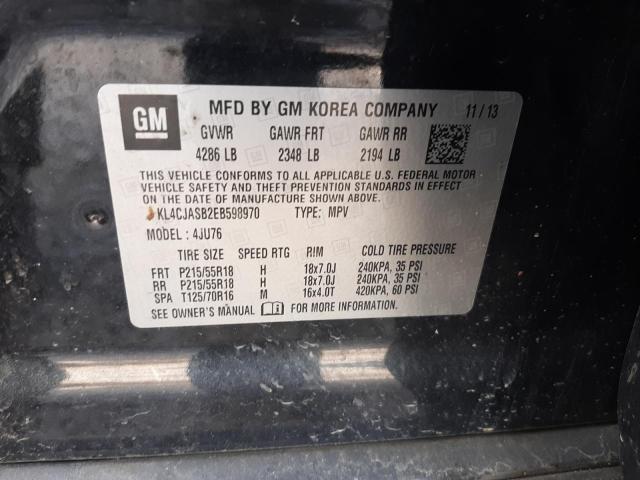 GM MFD BY GM KOREA COMPANY 11/13
GVWR GAWR FRT GAWR RR
4286 LB 2348 LB 2194 LB
THIS VEHICLE CONFORMS TO ALL APPLICABLE U.S. FEDERAL MOTOR
VEHICLE SAFETY AND THEFT PREVENTION STANDARDS IN EFFECT ON
THE DATE OF MANUFACTURE SHOWN ABOVE.
KL4CJASB2EB598970 TYPE: MPV
MODEL: 4JU76
TIRE SIZE SPEED RTG RIM COLD TIRE PRESSURE
FRT P215/55R18 H 18x7.0J 240KPA, 35 PSI
RR P215/55R18 H 18x7.0J 240KPA, 35 PSI
SPA T125/70R16 M 16x4.0T 420KPA, 60 PSI
SEE OWNER'S MANUAL FOR MORE INFORMATION.